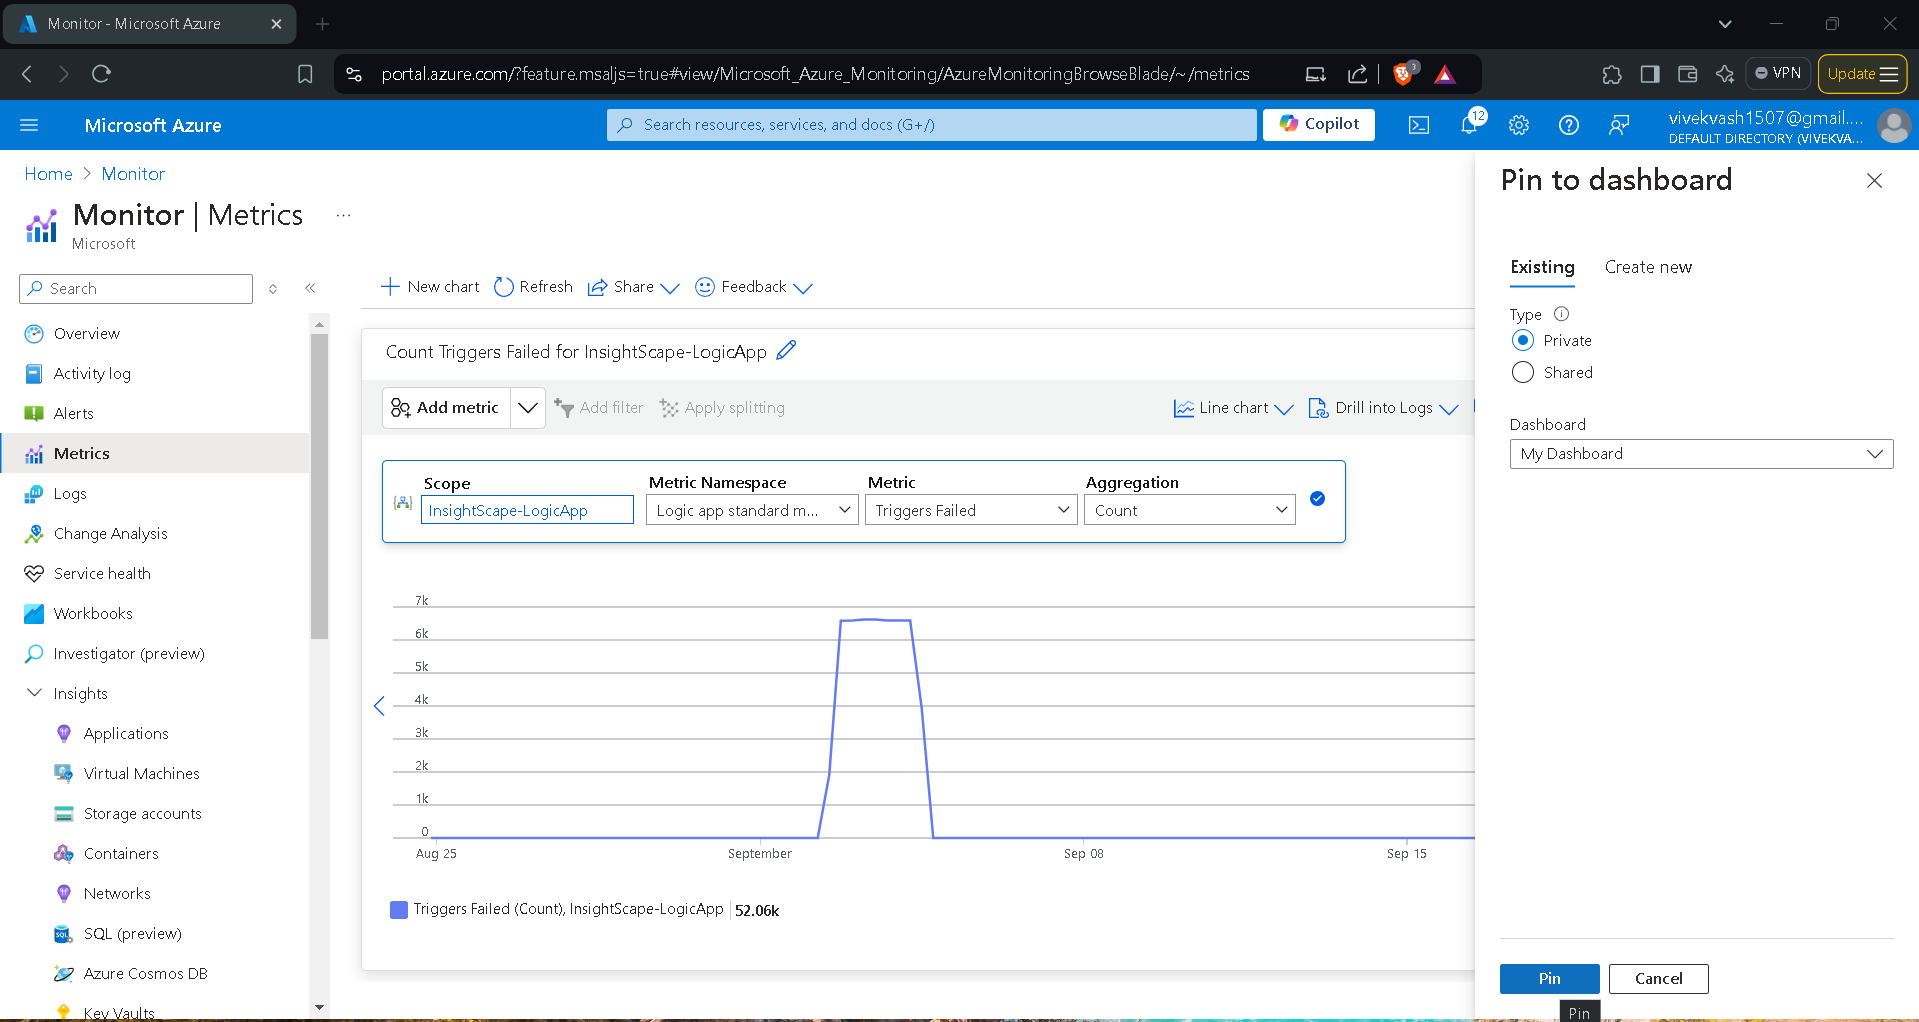 Monitor - Microsoft Azure
portal.azure.com/?feature.msaljs=true#view/Microsoft_Azure_Monitoring/AzureMonitoringBrowseBlade/~/metrics
3
VPN
Update
Microsoft Azure
Search resources, services, and docs (G+/)
Copilot
12
vivekvash1507@gmail....
DEFAULT DIRECTORY (VIVEKVA...
Home > Monitor
Monitor | Metrics
...
Microsoft
Search
Overview
Activity log
Alerts
Metrics
Logs
Change Analysis
Service health
Workbooks
Investigator (preview)
Insights
Applications
Virtual Machines
Storage accounts
Containers
Networks
SQL (preview)
Azure Cosmos DB
Key Vaults
New chart
Refresh
Share
Feedback
Count Triggers Failed for InsightScape-LogicApp
Add metric
Add filter
Apply splitting
Line chart
Drill into Logs
Scope
InsightScape-LogicApp
Metric Namespace
Logic app standard m...
Metric
Triggers Failed
Aggregation
Count
7k
6k
5k
4k
3k
2k
1k
0
Aug 25
September
Sep 08
Sep 15
Triggers Failed (Count), InsightScape-LogicApp
52.06k
Pin to dashboard
Existing
Create new
Type
Private
Shared
Dashboard
My Dashboard
Pin
Cancel
Pin